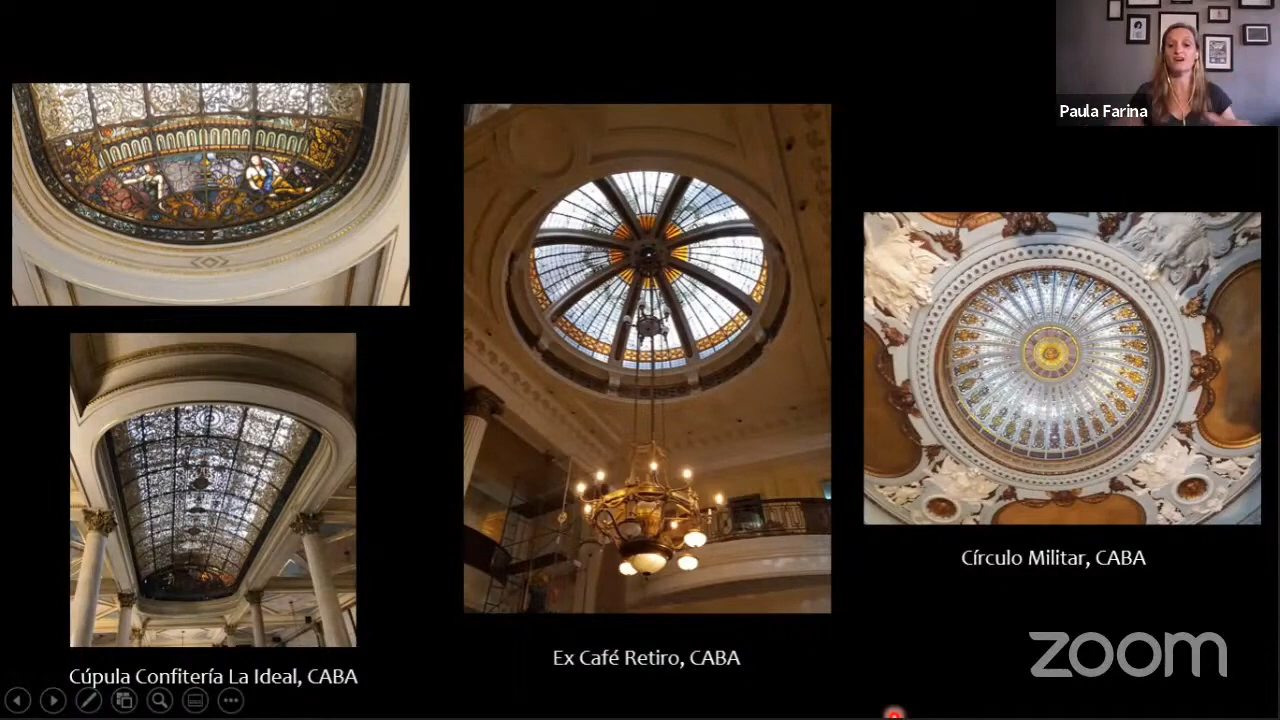 Paula Farina
Cúpula Confitería La Ideal, CABA
Ex Café Retiro, CABA
Círculo Militar, CABA
zoom